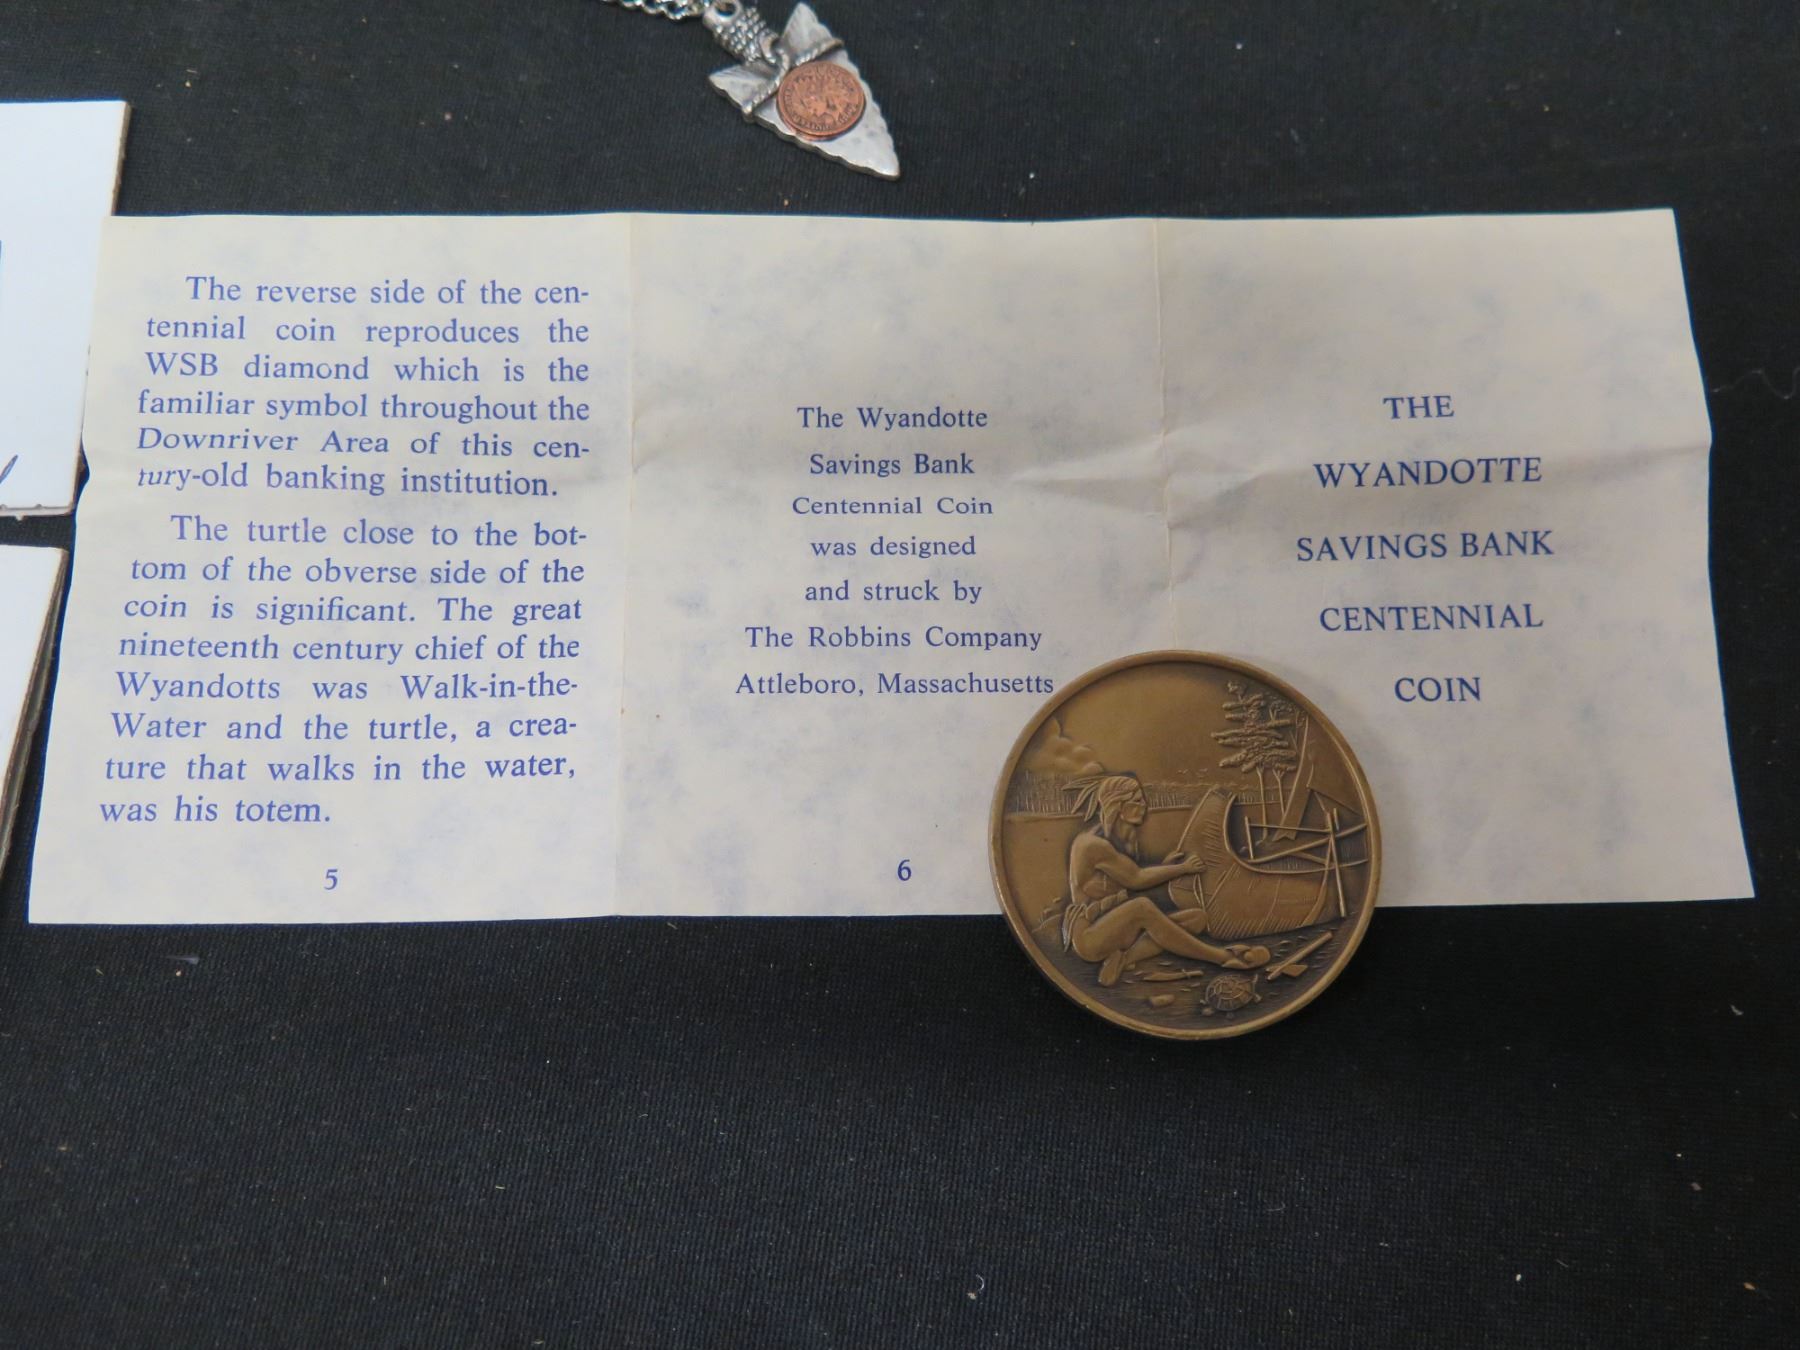 The reverse side of the cen-
tennial coin reproduces the
WSB diamond which is the
familiar symbol throughout the
Downriver Area of this cen-
tury-old banking institution.
The turtle close to the bot-
tom of the obverse side of the
coin is significant. The great
nineteenth century chief of the
Wyandotts was Walk-in-the-
Water and the turtle, a crea-
ture that walks in the water,
was his totem.
5
The Wyandotte
Savings Bank
Centennial Coin
was designed
and struck by
The Robbins Company
Attleboro, Massachusetts
6
THE
WYANDOTTE
SAVINGS BANK
CENTENNIAL
COIN